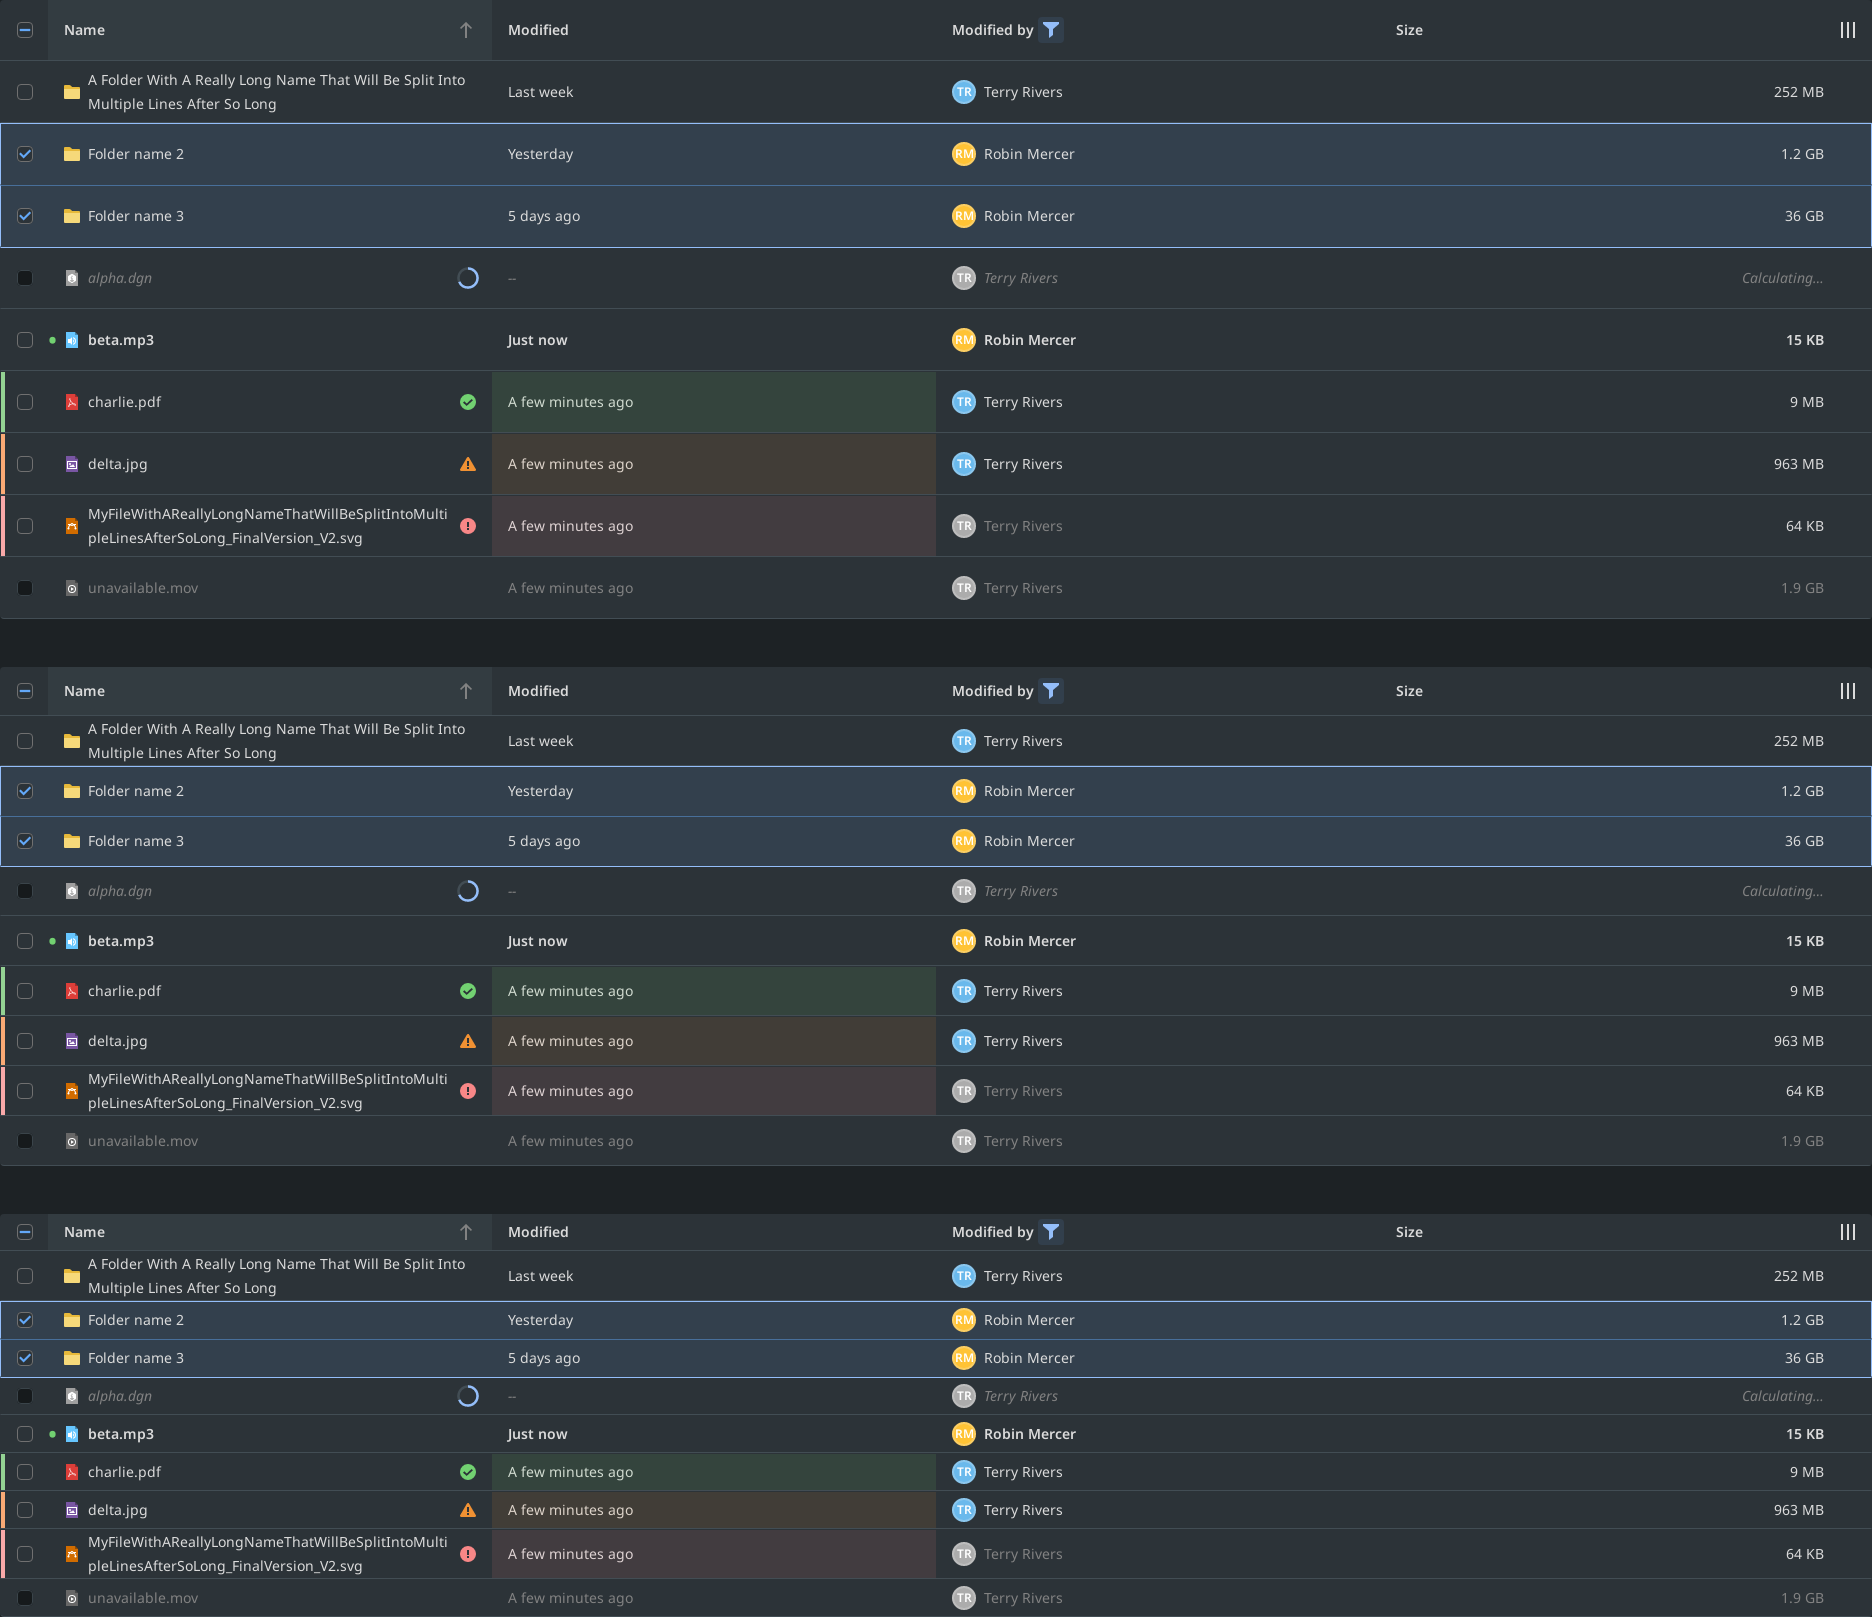 Name Modified Modified by Size
A Folder With A Really Long Name That Will Be Split Into
Multiple Lines After So Long
Last week TR Terry Rivers 252 MB
Folder name 2 Yesterday RM Robin Mercer 1.2 GB
Folder name 3 5 days ago RM Robin Mercer 36 GB
alpha.dgn -- TR Terry Rivers Calculating...
beta.mp3 Just now RM Robin Mercer 15 KB
charlie.pdf A few minutes ago TR Terry Rivers 9 MB
delta.jpg A few minutes ago TR Terry Rivers 963 MB
MyFileWithAReallyLongNameThatWillBeSplitIntoMulti
pleLinesAfterSoLong_FinalVersion_V2.svg
A few minutes ago TR Terry Rivers 64 KB
unavailable.mov A few minutes ago TR Terry Rivers 1.9 GB
Name Modified Modified by Size
A Folder With A Really Long Name That Will Be Split Into
Multiple Lines After So Long
Last week TR Terry Rivers 252 MB
Folder name 2 Yesterday RM Robin Mercer 1.2 GB
Folder name 3 5 days ago RM Robin Mercer 36 GB
alpha.dgn -- TR Terry Rivers Calculating...
beta.mp3 Just now RM Robin Mercer 15 KB
charlie.pdf A few minutes ago TR Terry Rivers 9 MB
delta.jpg A few minutes ago TR Terry Rivers 963 MB
MyFileWithAReallyLongNameThatWillBeSplitIntoMulti
pleLinesAfterSoLong_FinalVersion_V2.svg
A few minutes ago TR Terry Rivers 64 KB
unavailable.mov A few minutes ago TR Terry Rivers 1.9 GB
Name Modified Modified by Size
A Folder With A Really Long Name That Will Be Split Into
Multiple Lines After So Long
Last week TR Terry Rivers 252 MB
Folder name 2 Yesterday RM Robin Mercer 1.2 GB
Folder name 3 5 days ago RM Robin Mercer 36 GB
alpha.dgn -- TR Terry Rivers Calculating...
beta.mp3 Just now RM Robin Mercer 15 KB
charlie.pdf A few minutes ago TR Terry Rivers 9 MB
delta.jpg A few minutes ago TR Terry Rivers 963 MB
MyFileWithAReallyLongNameThatWillBeSplitIntoMulti
pleLinesAfterSoLong_FinalVersion_V2.svg
A few minutes ago TR Terry Rivers 64 KB
unavailable.mov A few minutes ago TR Terry Rivers 1.9 GB